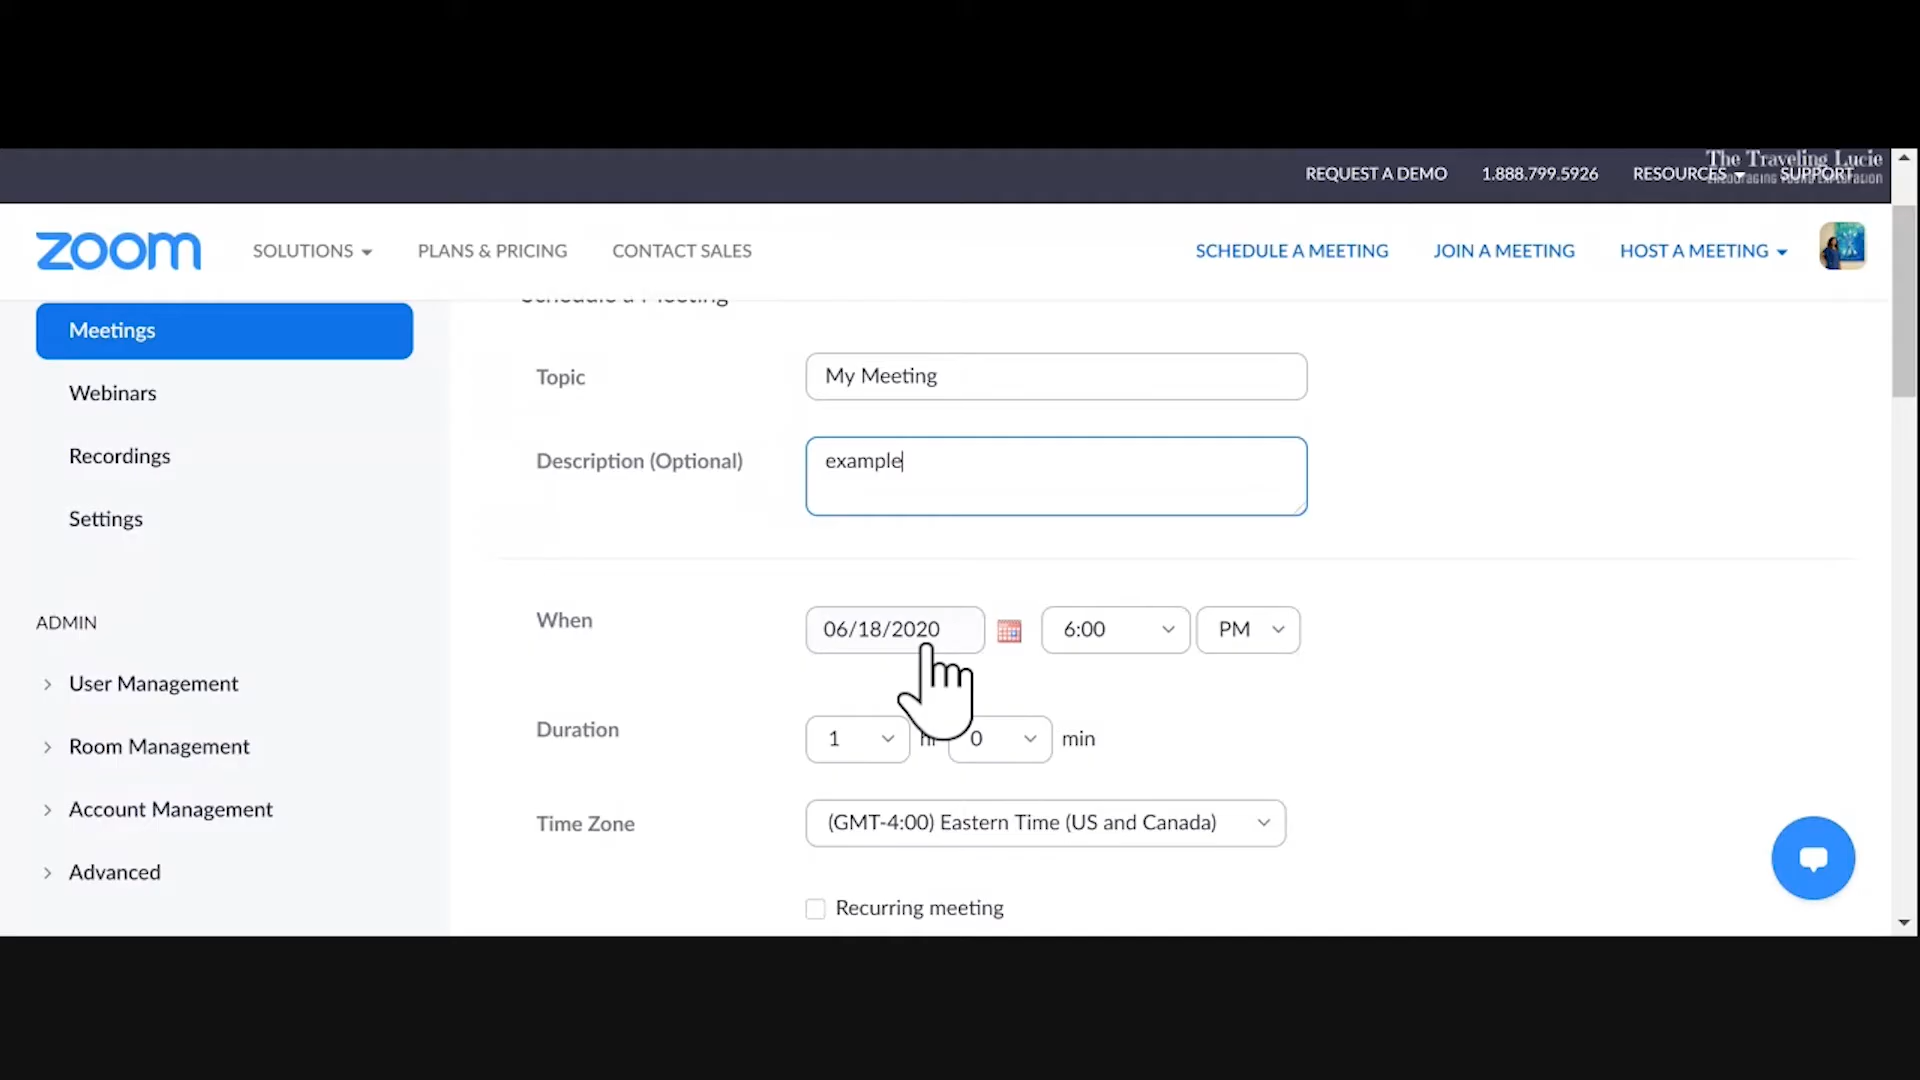 The Traveling Lucie
REQUEST A DEMO 1.888.799.5926 RESOURCES SUPPORT
zoom SOLUTIONS PLANS & PRICING CONTACT SALES SCHEDULE A MEETING JOIN A MEETING HOST A MEETING
Schedule a Meeting
Meetings
Webinars
Recordings
Settings
ADMIN
User Management
Room Management
Account Management
Advanced
Topic My Meeting
Description (Optional) example
When 06/18/2020 6:00 PM
Duration 1 hr 0 min
Time Zone (GMT-4:00) Eastern Time (US and Canada)
Recurring meeting